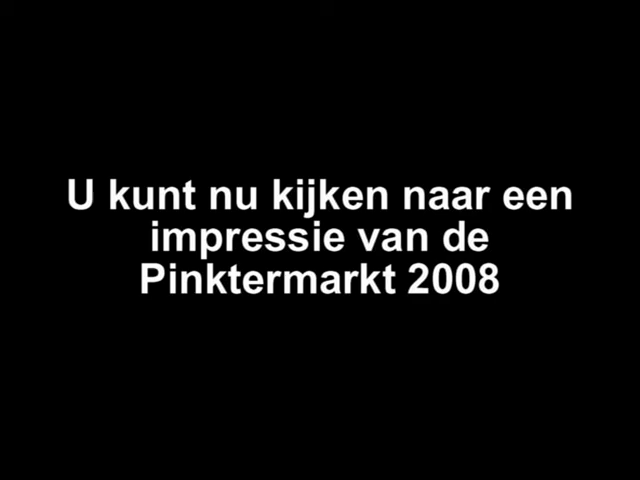 U kunt nu kijken naar een
impressie van de
Pinktermarkt 2008